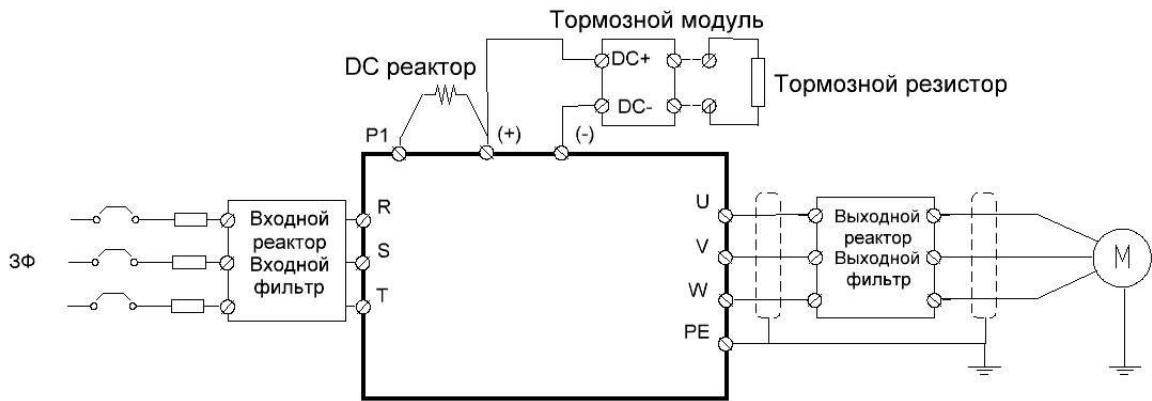 Тормозной модуль
DC реактор
DC+
Тормозной резистор
DC-
P1
(+)
(-)
R
U
Входной
реактор
Входной
фильтр
Выходной
реактор
Выходной
фильтр
3Ф
S
V
M
T
W
PE